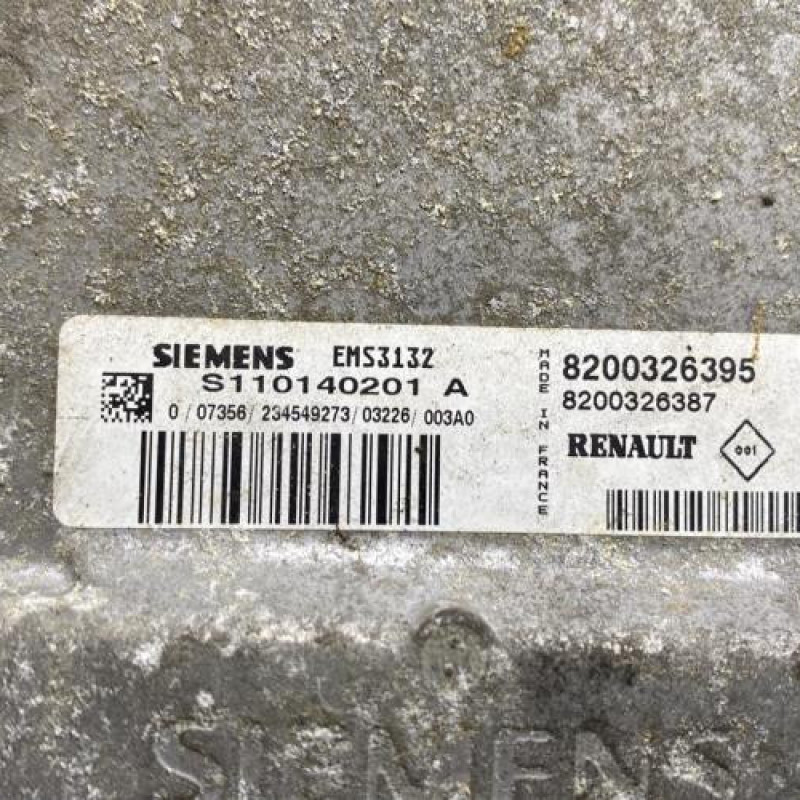 SIEMENS EMS3132
S110140201 A
0 / 07356 / 234549273 / 03226 / 003A0
MADE IN FRANCE
8200326395
8200326387
RENAULT 001
SIEMENS